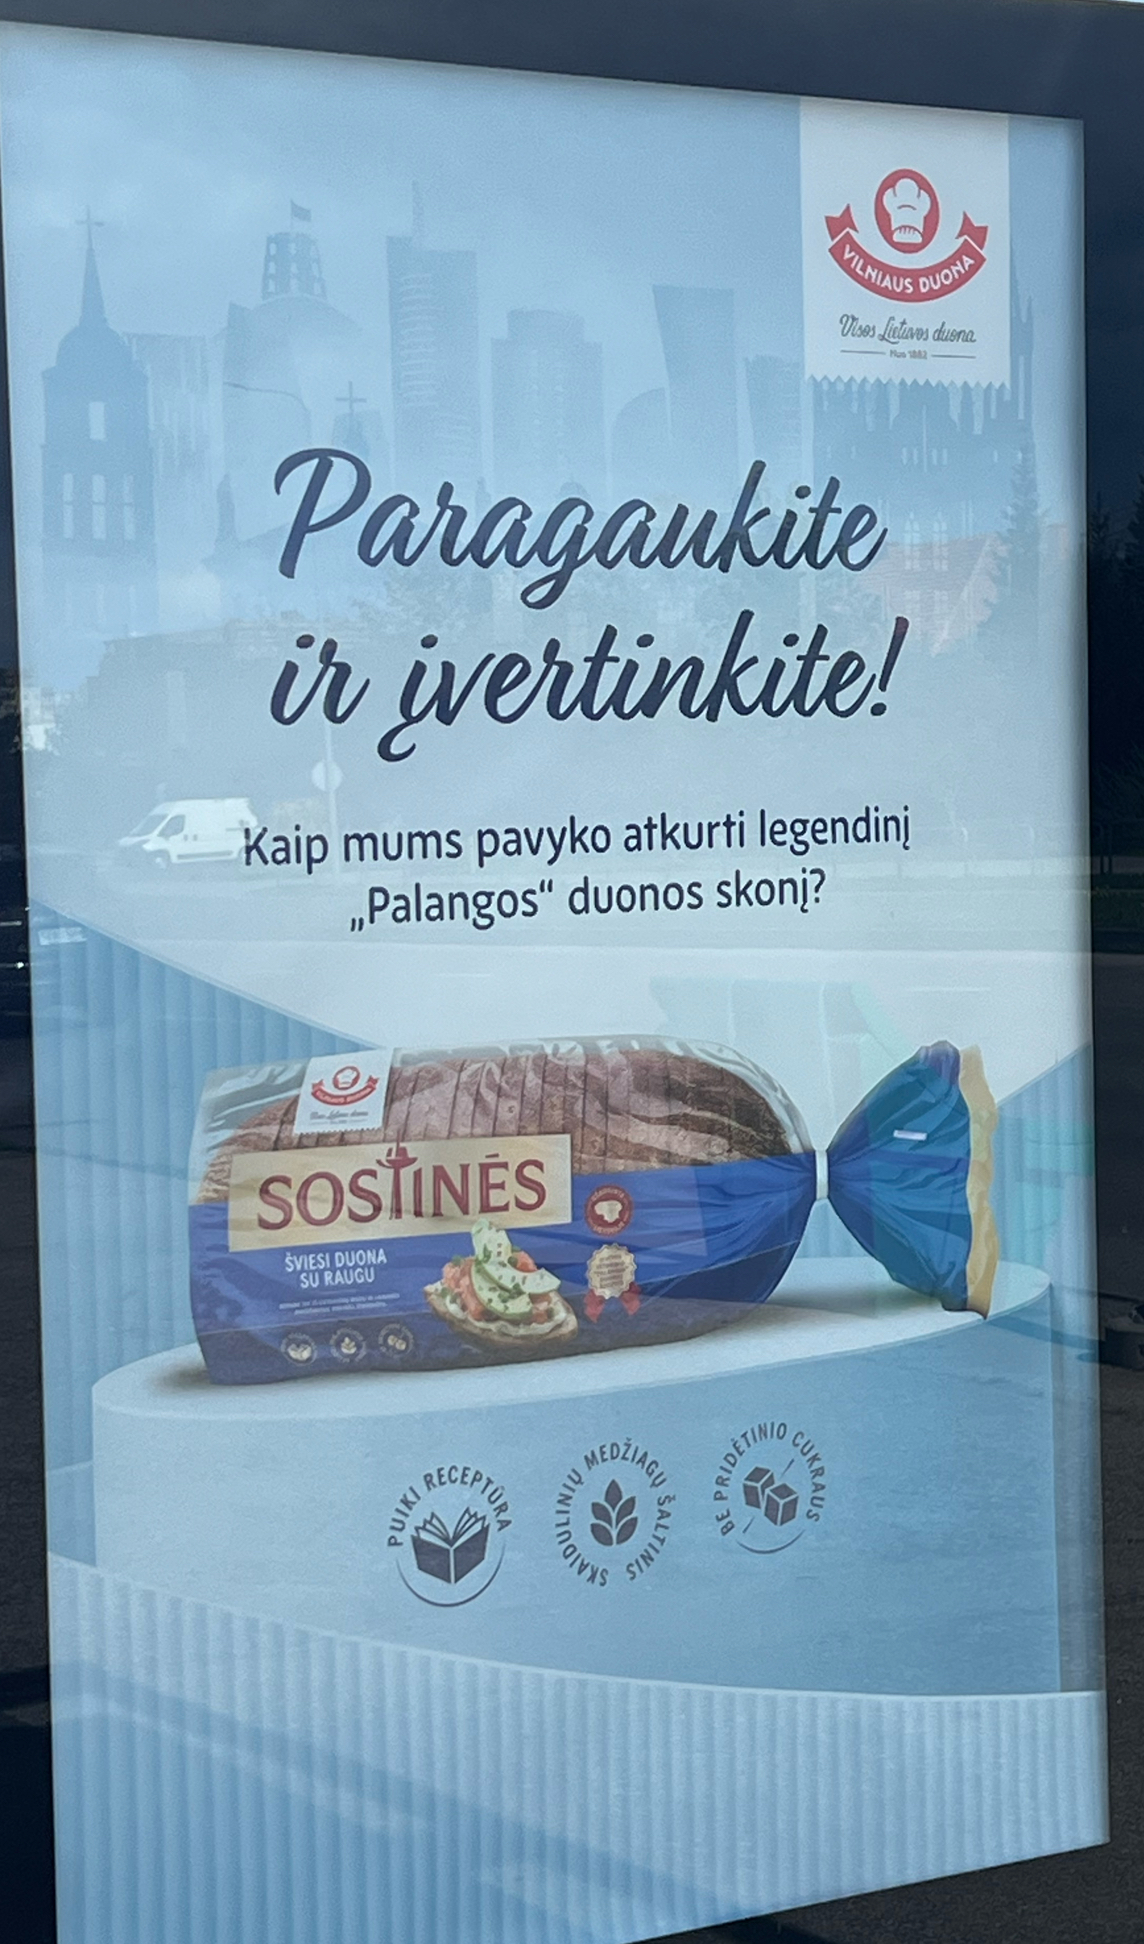 VILNIAUS DUONA
Visos Lietuvos duona
Nuo 1882
Paragaukite
ir įvertinkite!
Kaip mums pavyko atkurti legendinį
„Palangos“ duonos skonį?
SOSTINĖS
ŠVIESI DUONA
SU RAUGU
PUIKI RECEPTŪRA
SKAIDULINIŲ MEDŽIAGŲ ŠALTINIS
BE PRIDĖTINIO CUKRAUS